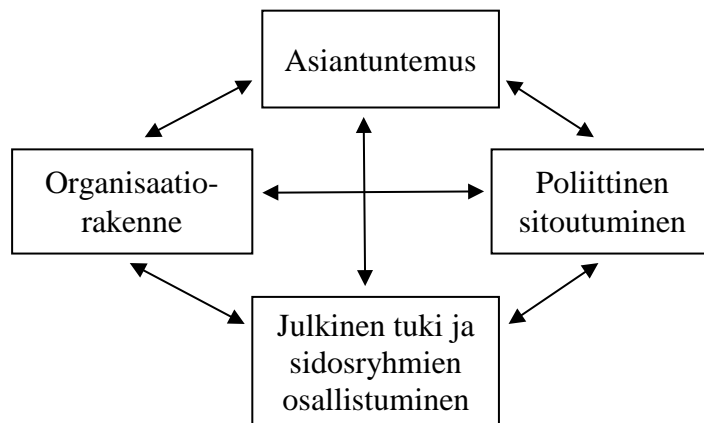 Asiantuntemus
Organisaatio-
rakenne
Poliittinen
sitoutuminen
Julkinen tuki ja
sidosryhmien
osallistuminen